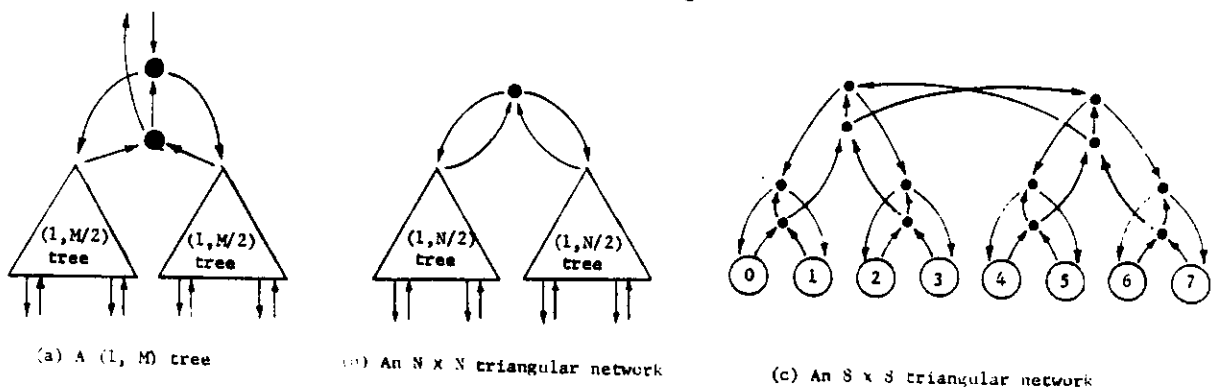 (1,M/2)
tree
(1,M/2)
tree
(1,N/2)
tree
(1,N/2)
tree
0 1 2 3 4 5 6 7
(a) A (1, M) tree
An N X N triangular network
(c) An 8 x 8 triangular network